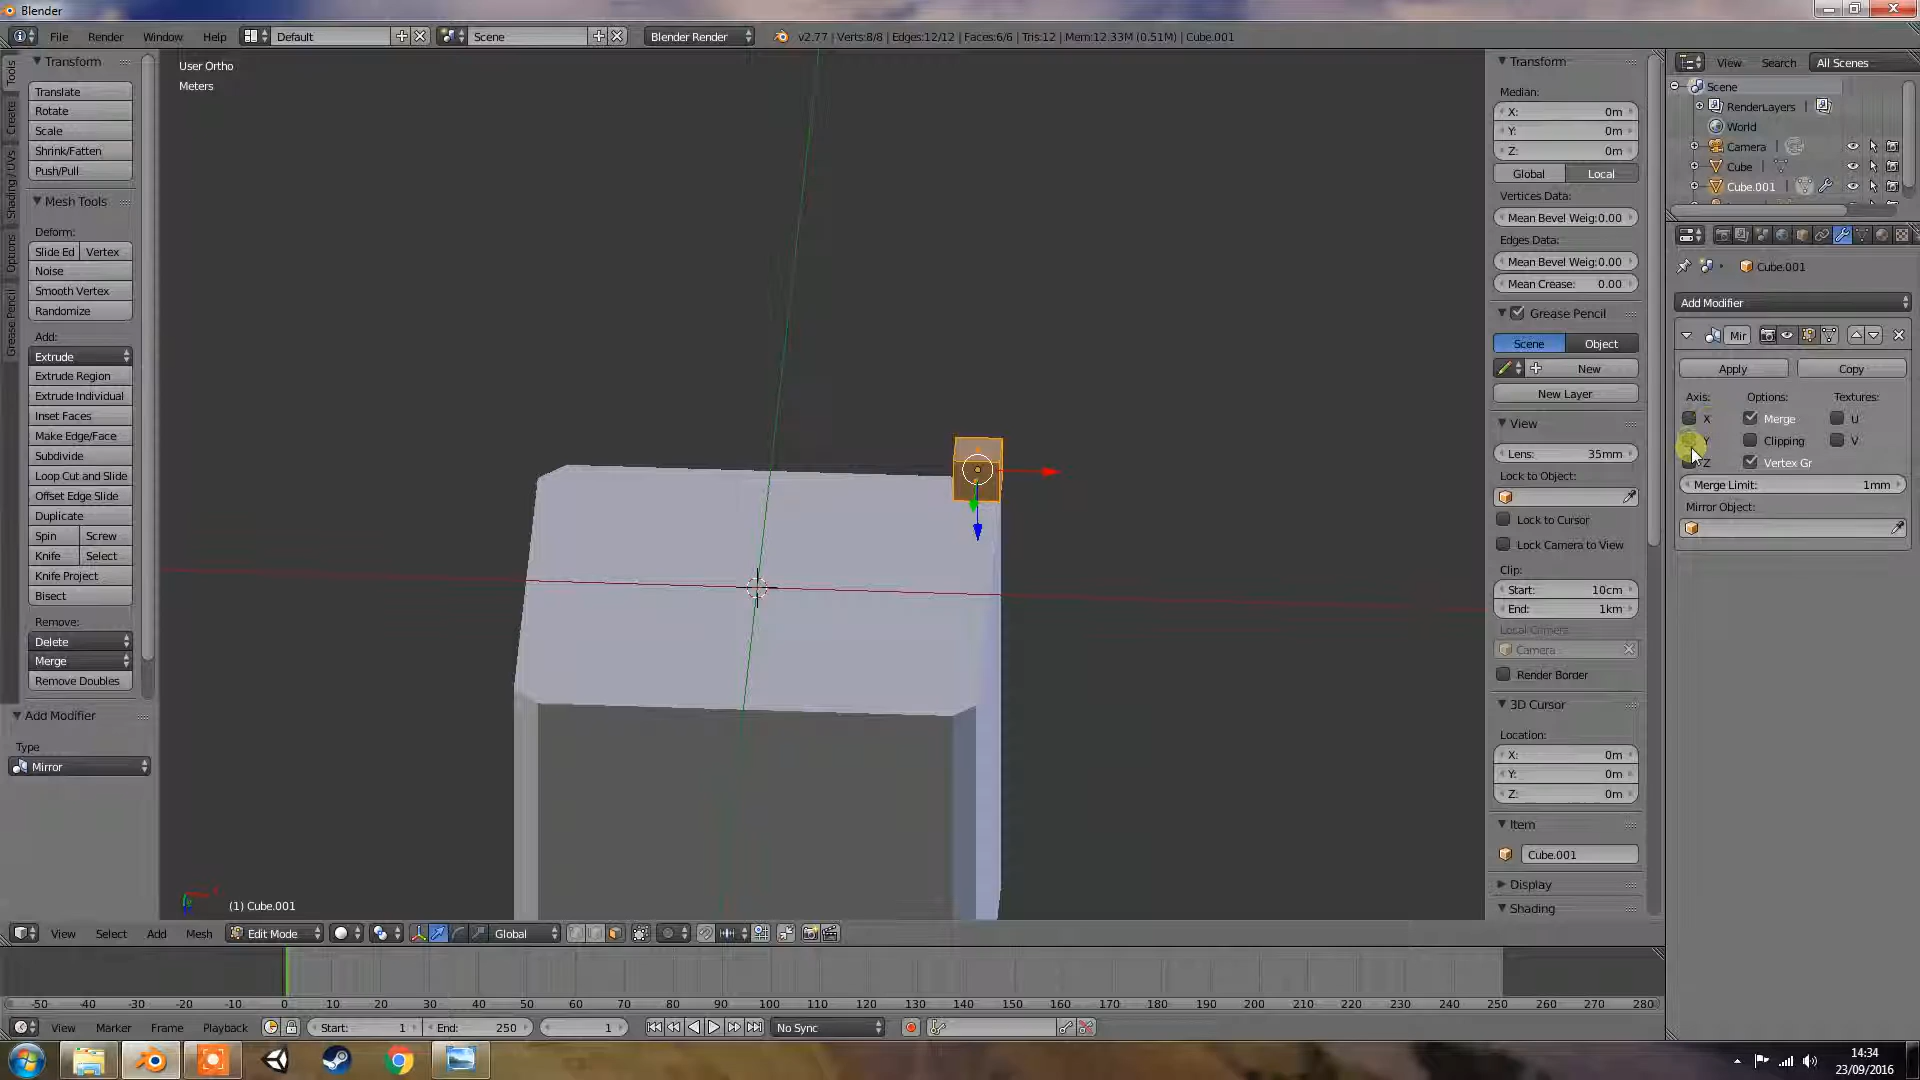 Blender
File Render Window Help Default Scene Blender Render v2.77 | Verts:8/8 | Edges:12/12 | Faces:6/6 | Tris:12 | Mem:12.33M (0.51M) | Cube.001
Tools
Create
Shading / UVs
Options
Grease Pencil
Transform
Translate
Rotate
Scale
Shrink/Fatten
Push/Pull
Mesh Tools
Deform:
Slide Ed Vertex
Noise
Smooth Vertex
Randomize
Add:
Extrude
Extrude Region
Extrude Individual
Inset Faces
Make Edge/Face
Subdivide
Loop Cut and Slide
Offset Edge Slide
Duplicate
Spin Screw
Knife Select
Knife Project
Bisect
Remove:
Delete
Merge
Remove Doubles
Add Modifier
Type
Mirror
User Ortho
Meters
(1) Cube.001
Transform
Median:
X: 0m
Y: 0m
Z: 0m
Global Local
Vertices Data:
Mean Bevel Weig:0.00
Edges Data:
Mean Bevel Weig:0.00
Mean Crease: 0.00
Grease Pencil
Scene Object
New
New Layer
View
Lens: 35mm
Lock to Object:
Lock to Cursor
Lock Camera to View
Clip:
Start: 10cm
End: 1km
Local Camera
Camera
Render Border
3D Cursor
Location:
X: 0m
Y: 0m
Z: 0m
Item
Cube.001
Display
Shading
View Search All Scenes
Scene
RenderLayers |
World
Camera |
Cube |
Cube.001 |
Cube.001
Add Modifier
Mir
Apply Copy
Axis: Options: Textures:
X Merge U
Y Clipping V
Z Vertex Gr
Merge Limit: 1mm
Mirror Object:
View Select Add Mesh Edit Mode Global
-50 -40 -30 -20 -10 0 10 20 30 40 50 60 70 80 90 100 110 120 130 140 150 160 170 180 190 200 210 220 230 240 250 260 270 280
View Marker Frame Playback Start: 1 End: 250 1 No Sync
14:34
23/09/2016